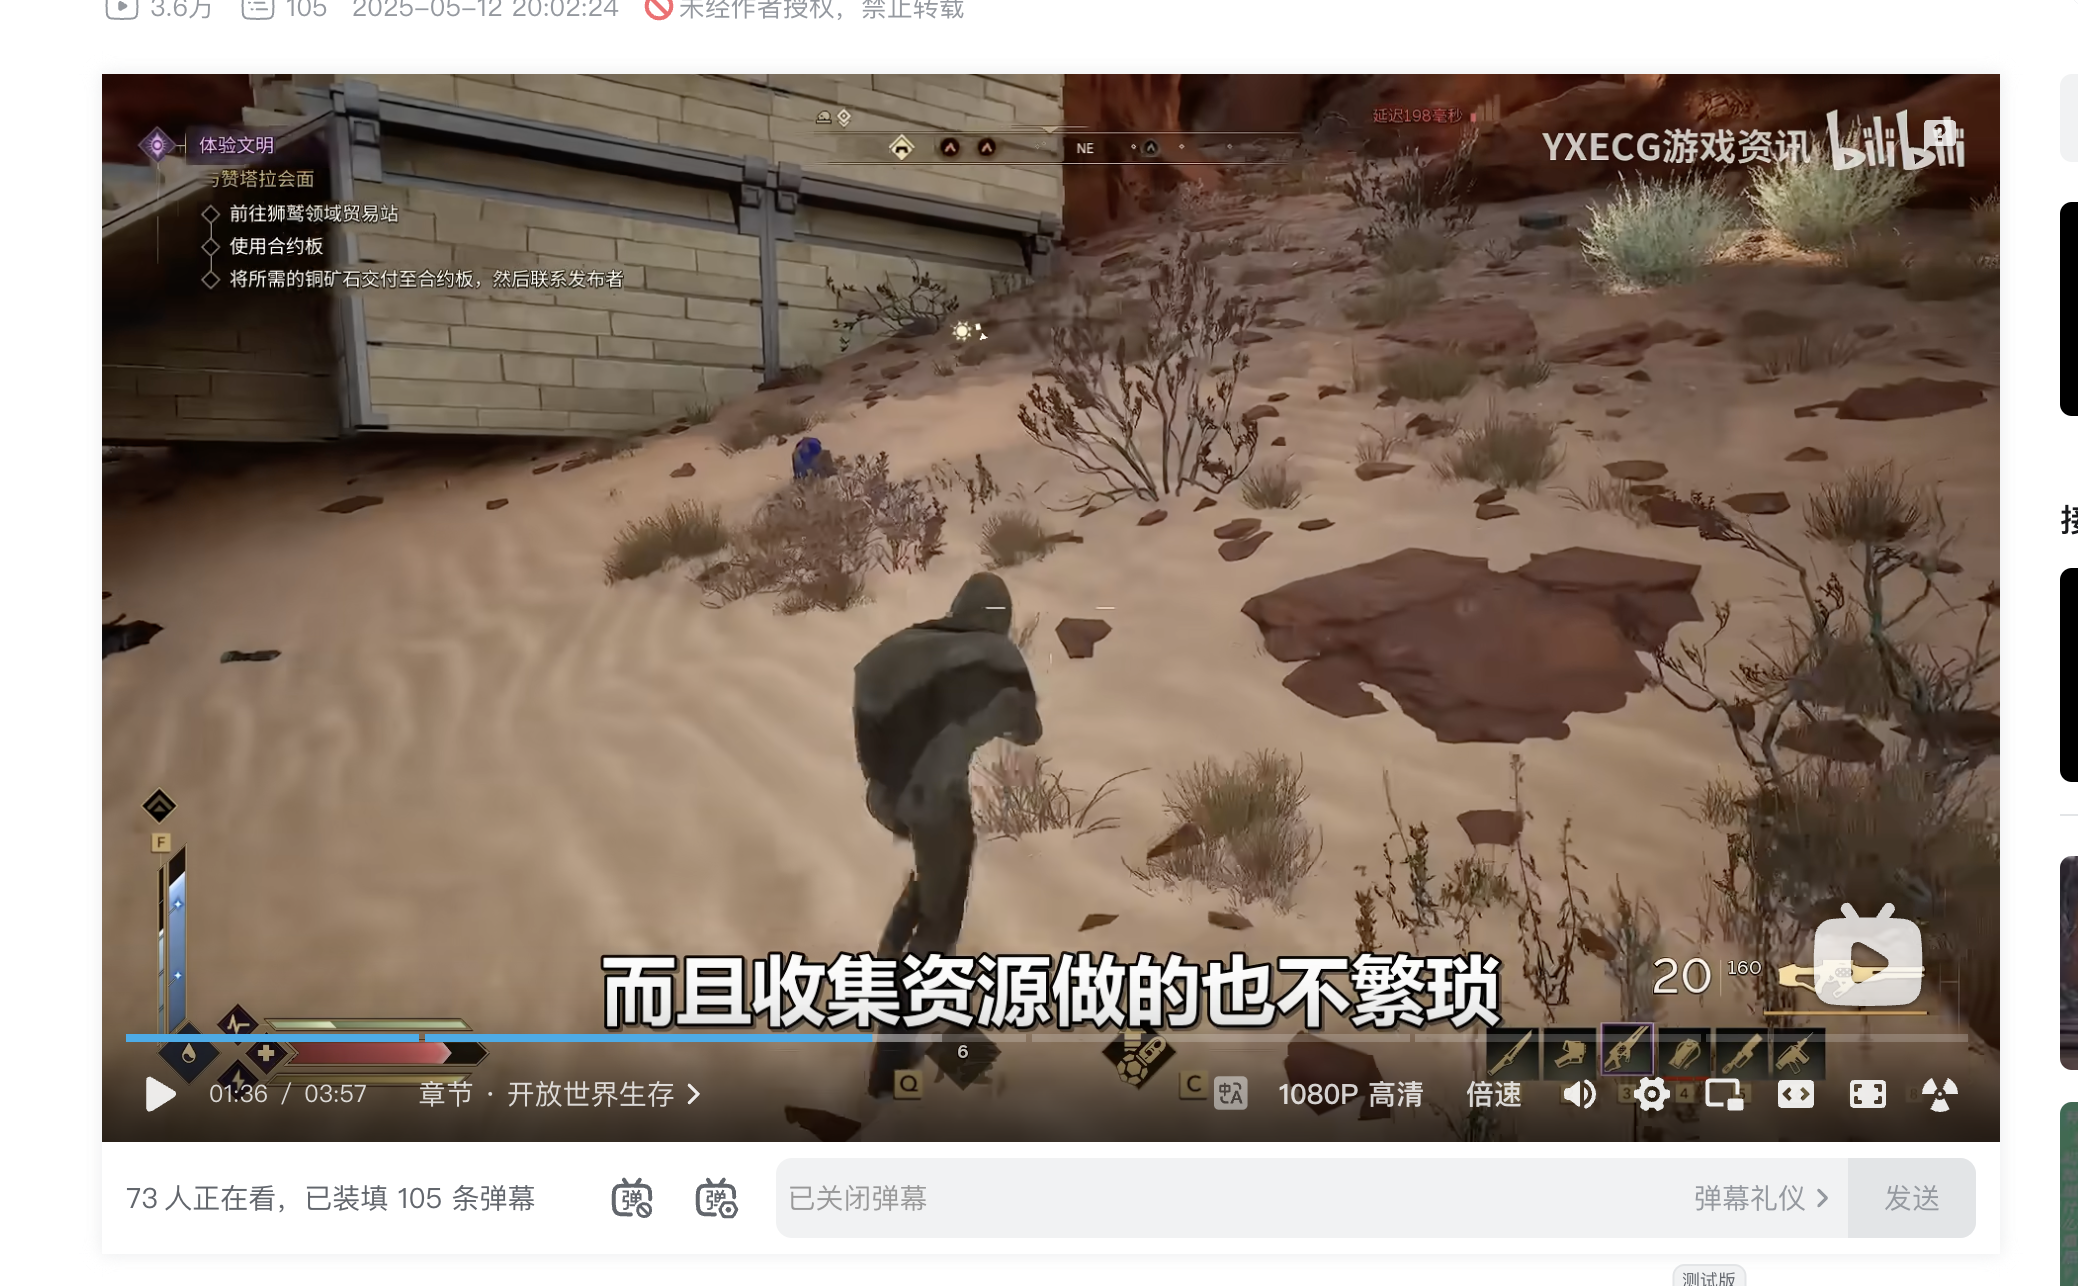 3.6万 105 2025-05-12 20:02:24 未经作者授权，禁止转载
体验文明
与赞塔拉会面
前往狮鹫领域贸易站
使用合约板
将所需的铜矿石交付至合约板，然后联系发布者
NE
延迟198毫秒
YXECG游戏资讯 bilibili
F
而且收集资源做的也不繁琐
20 160
6
Q
C
3
4
8
01:36 / 03:57 章节 · 开放世界生存 1080P 高清 倍速
73 人正在看，已装填 105 条弹幕 已关闭弹幕 弹幕礼仪 发送
测试版